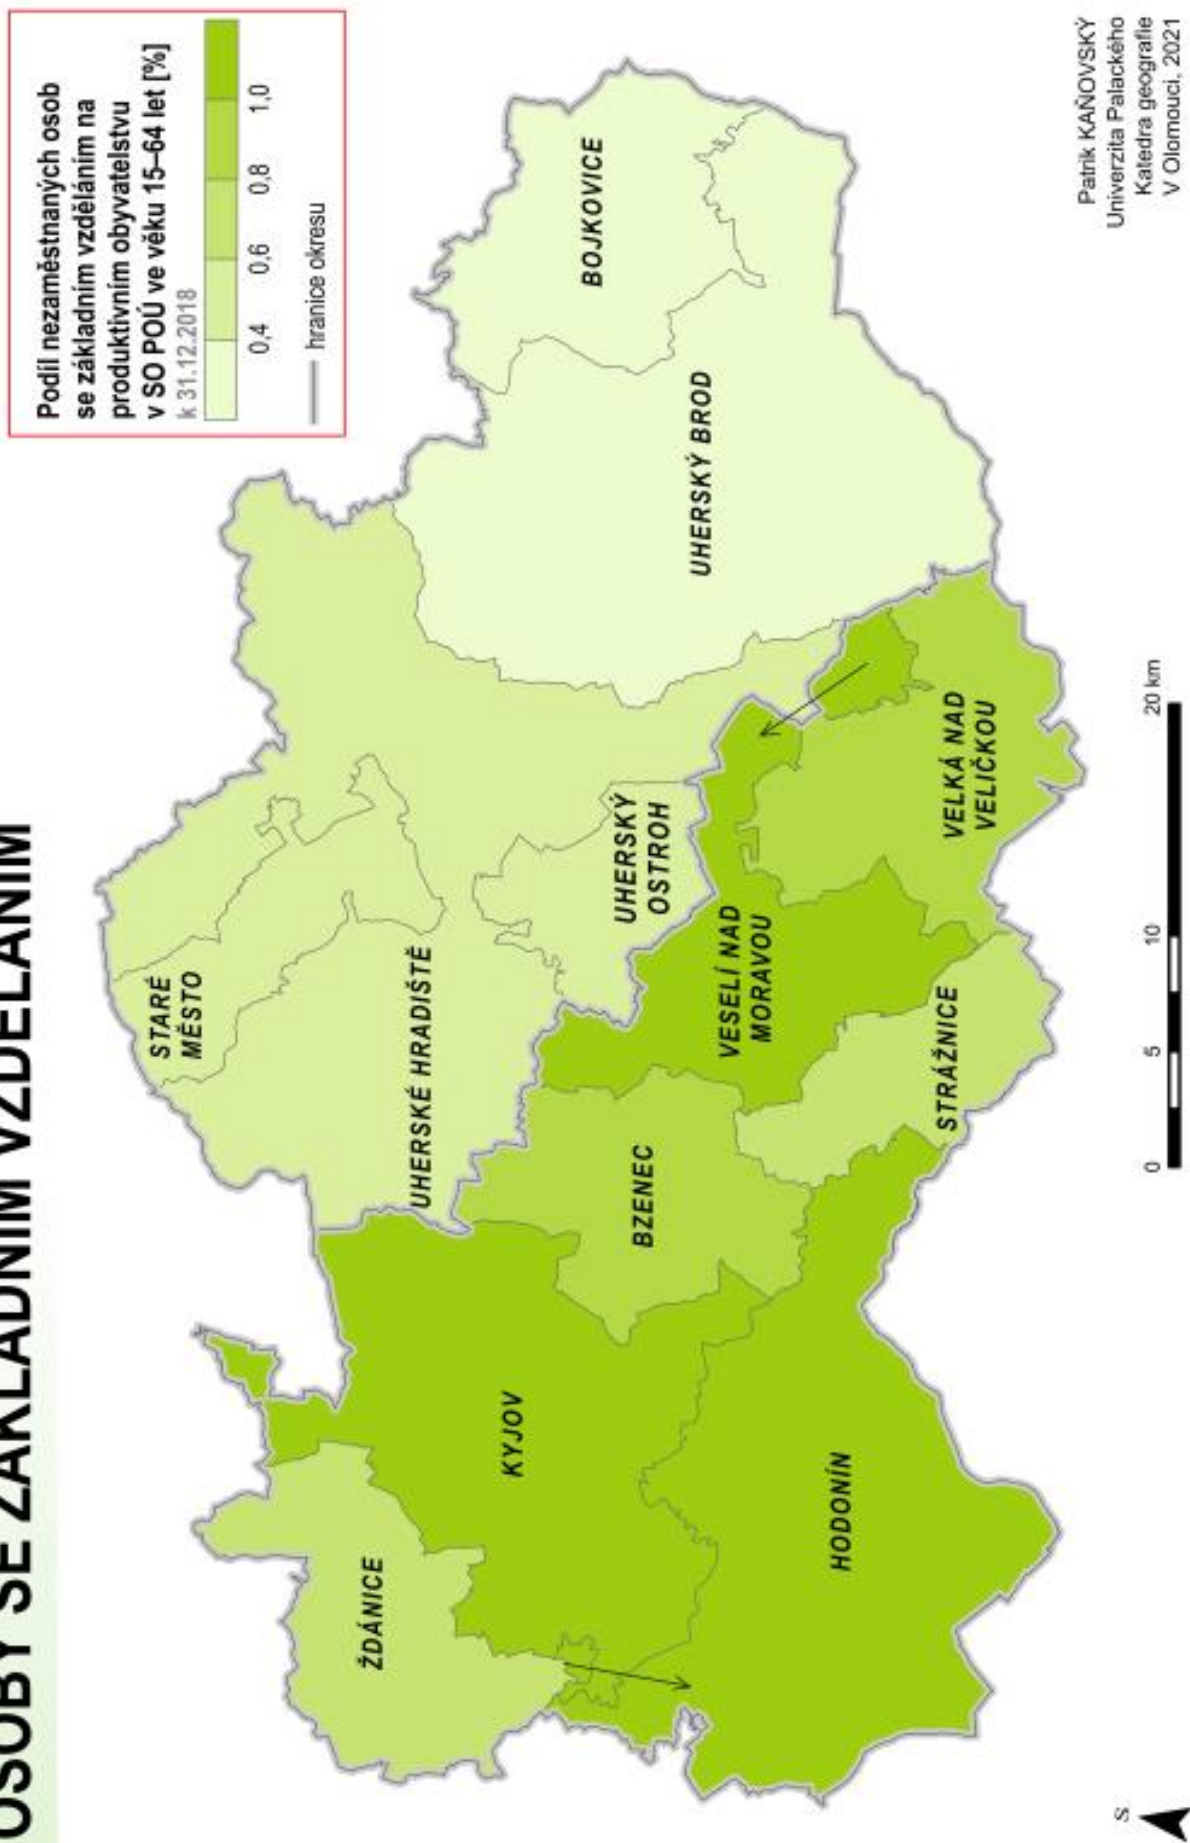 OSOBY SE ZÁKLADNÍM VZDĚLÁNÍM
Podíl nezaměstnaných osob
se základním vzděláním na
produktivním obyvatelstvu
v SO POÚ ve věku 15–64 let [%]
k 31.12.2018
0,4 0,6 0,8 1,0
hranice okresu
STARÉ
MĚSTO
BOJKOVICE
ŽDÁNICE
UHERSKÉ HRADIŠTĚ
KYJOV
UHERSKÝ
OSTROH
UHERSKÝ BROD
BZENEC
VESELÍ NAD
MORAVOU
HODONÍN
STRÁŽNICE
VELKÁ NAD
VELIČKOU
S
0 5 10 20 km
Patrik KAŇOVSKÝ
Univerzita Palackého
Katedra geografie
V Olomouci, 2021